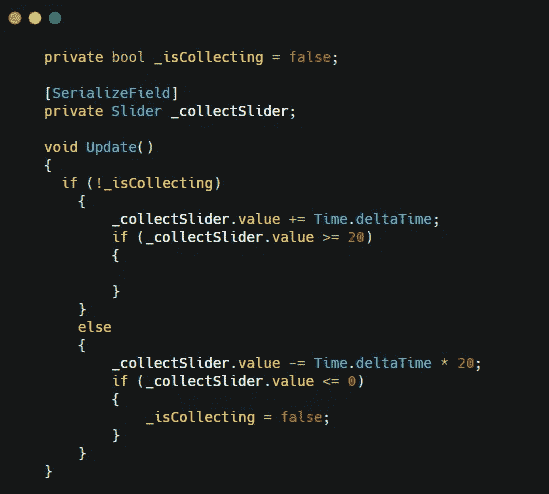 private bool _isCollecting = false;
[SerializeField]
private Slider _collectSlider;
void Update()
{
if (!_isCollecting)
{
_collectSlider.value += Time.deltaTime;
if (_collectSlider.value >= 20)
{
}
}
else
{
_collectSlider.value -= Time.deltaTime * 20;
if (_collectSlider.value <= 0)
{
_isCollecting = false;
}
}
}